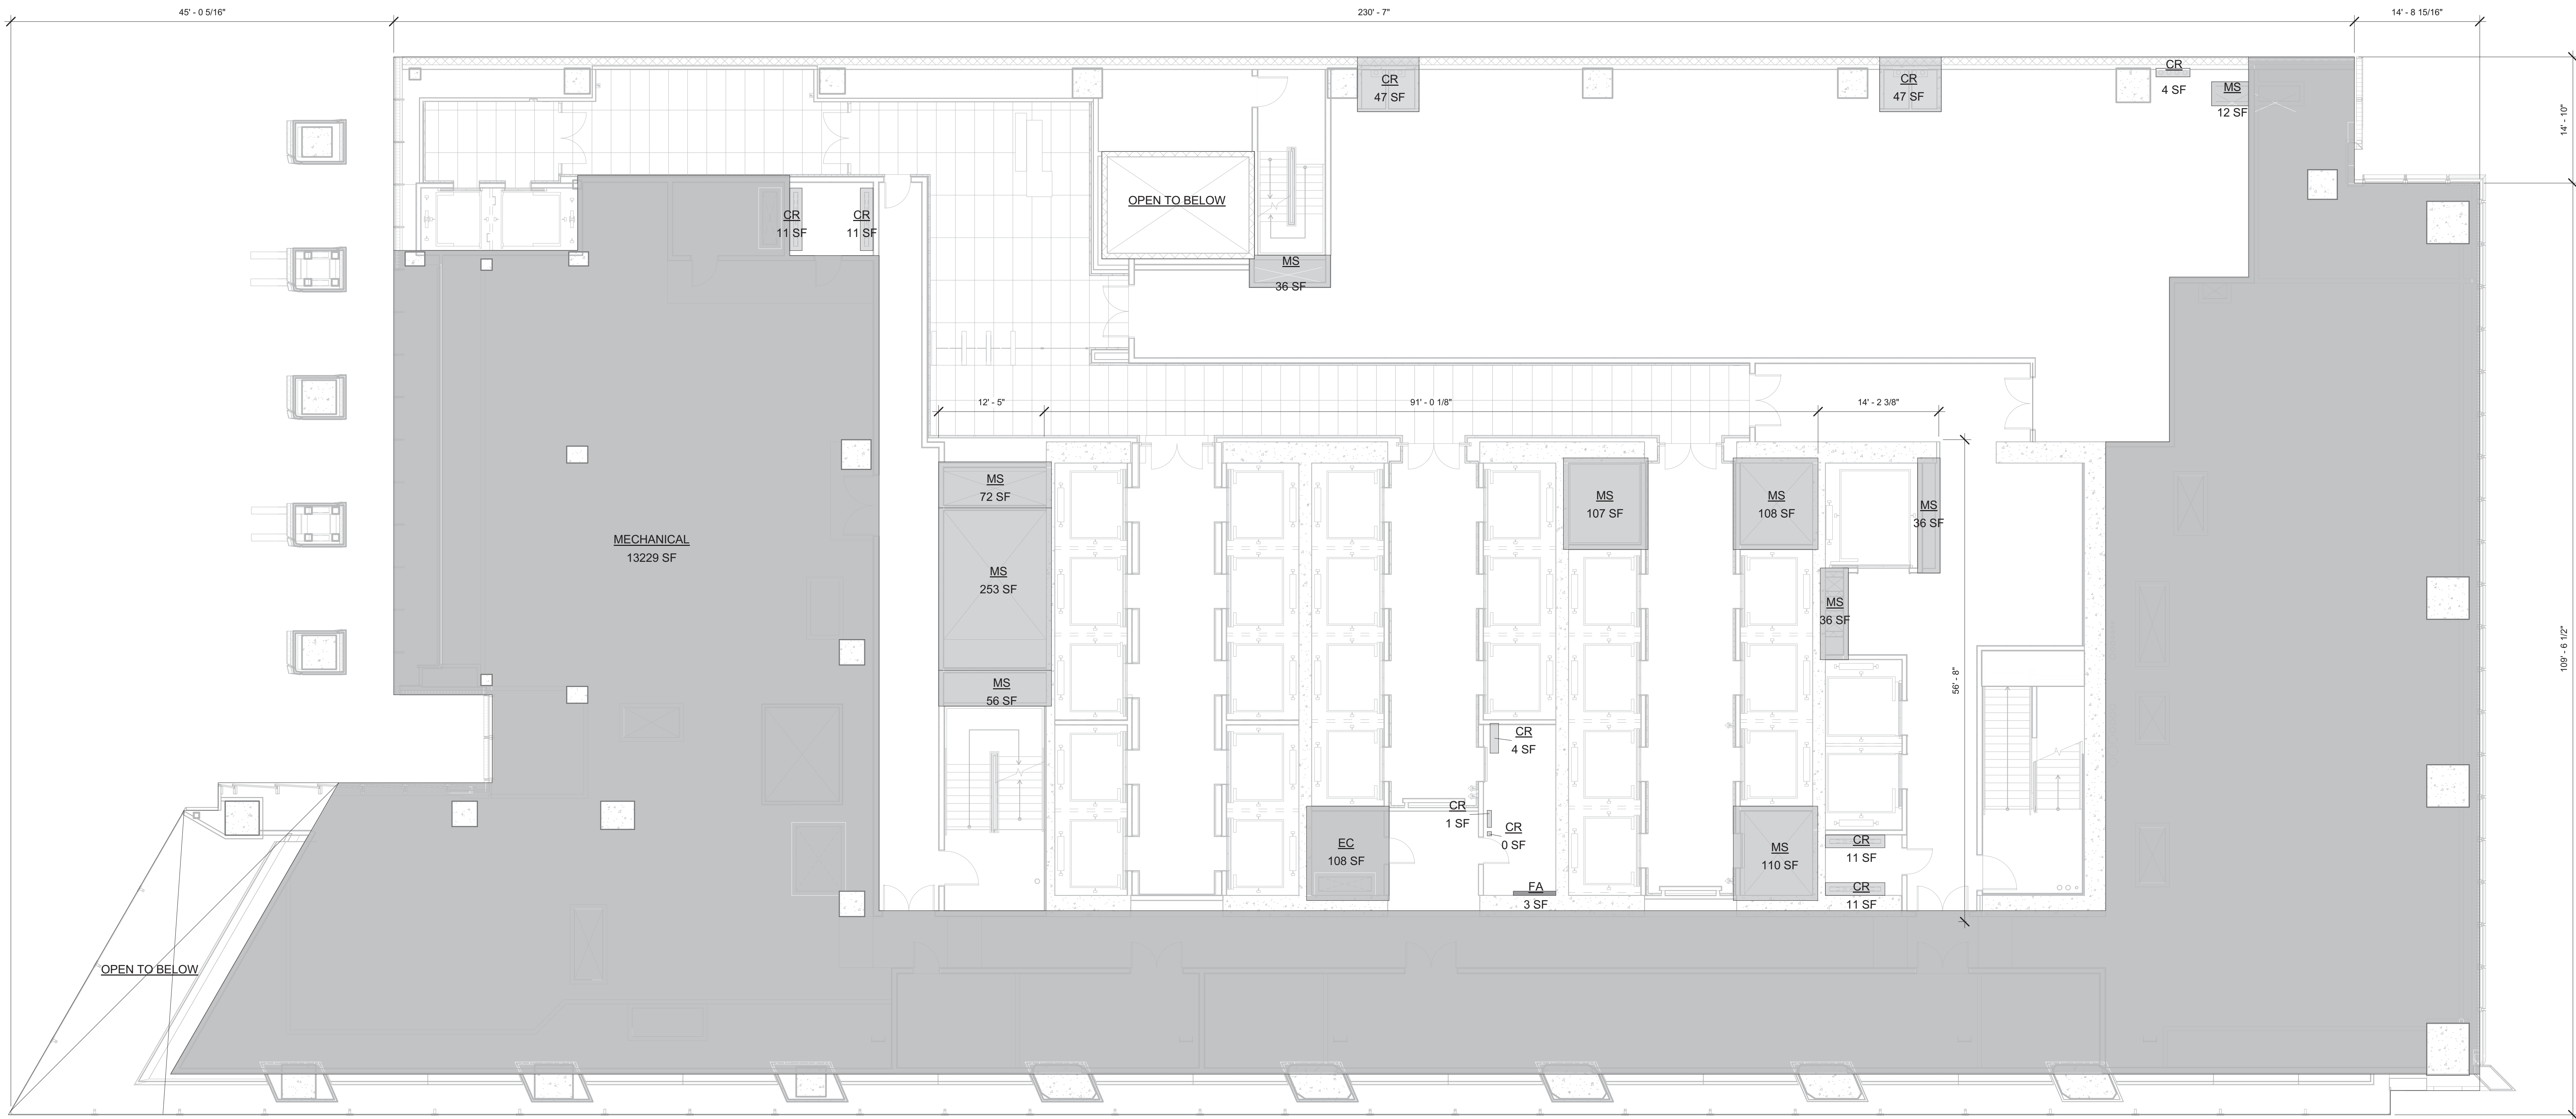 45' - 0 5/16"
230' - 7"
14' - 8 15/16"
CR
47 SF
CR
47 SF
CR
4 SF
MS
12 SF
14' - 10"
OPEN TO BELOW
CR
11 SF
CR
11 SF
MS
36 SF
12' - 5"
91' - 0 1/8"
14' - 2 3/8"
MS
72 SF
MS
107 SF
MS
108 SF
MS
36 SF
MECHANICAL
13229 SF
MS
253 SF
MS
36 SF
56' - 8"
109' - 6 1/2"
MS
56 SF
CR
4 SF
CR
1 SF
CR
0 SF
EC
108 SF
MS
110 SF
CR
11 SF
CR
11 SF
FA
3 SF
OPEN TO BELOW